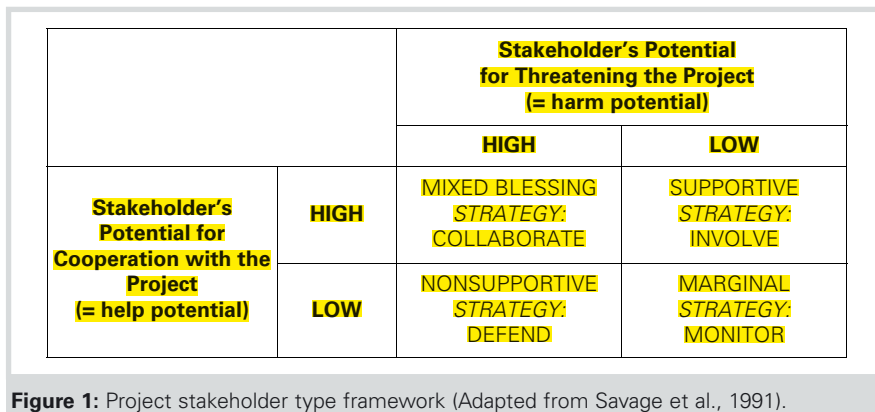 Stakeholder's Potential
for Threatening the Project
(= harm potential)
HIGH
LOW
Stakeholder's
Potential for
Cooperation with the
Project
(= help potential)
HIGH
MIXED BLESSING
STRATEGY:
COLLABORATE
SUPPORTIVE
STRATEGY:
INVOLVE
LOW
NONSUPPORTIVE
STRATEGY:
DEFEND
MARGINAL
STRATEGY:
MONITOR
Figure 1: Project stakeholder type framework (Adapted from Savage et al., 1991).